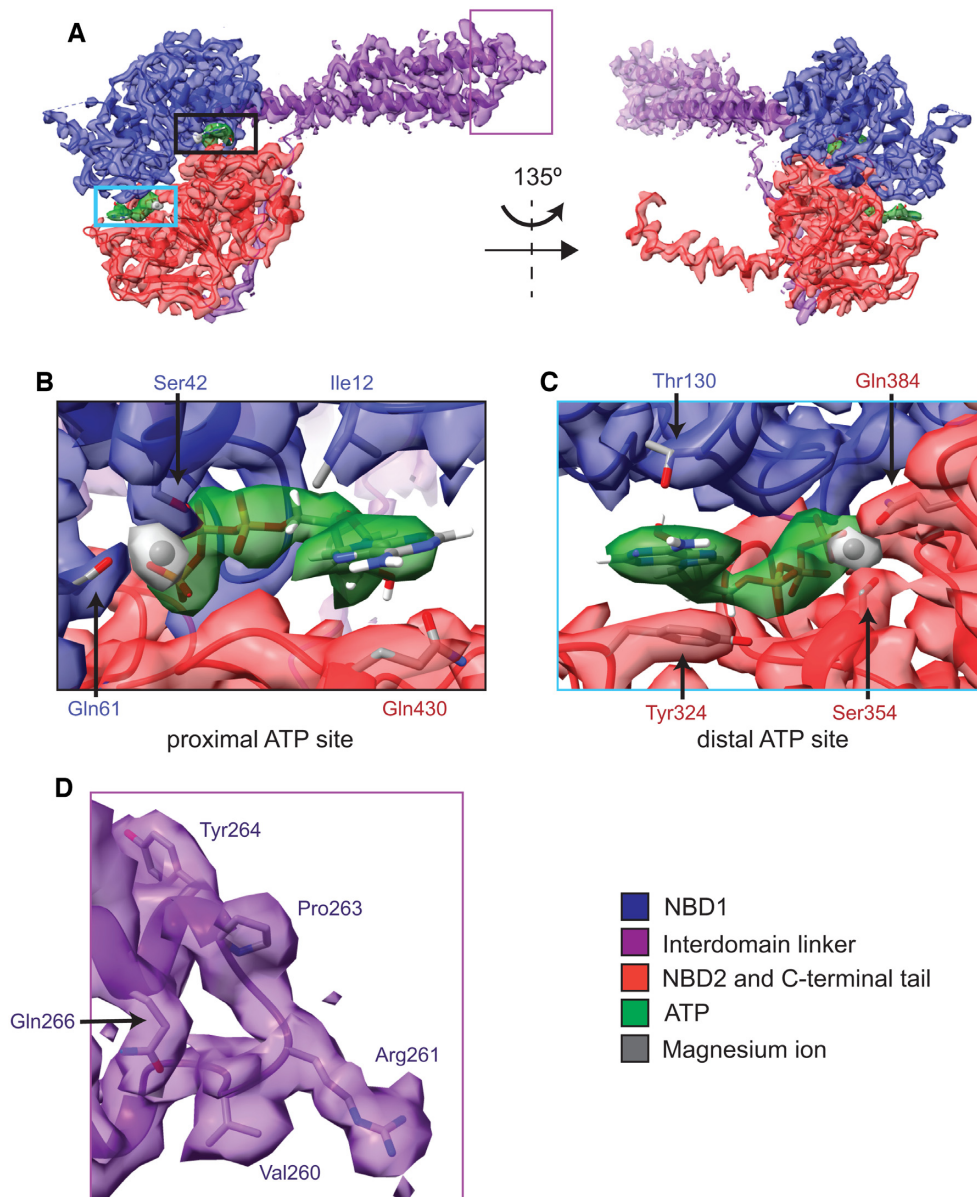 A
135º
B
Ser42
Ile12
Gln61
Gln430
proximal ATP site
C
Thr130
Gln384
Tyr324
Ser354
distal ATP site
D
Tyr264
Pro263
Gln266
Arg261
Val260
NBD1
Interdomain linker
NBD2 and C-terminal tail
ATP
Magnesium ion